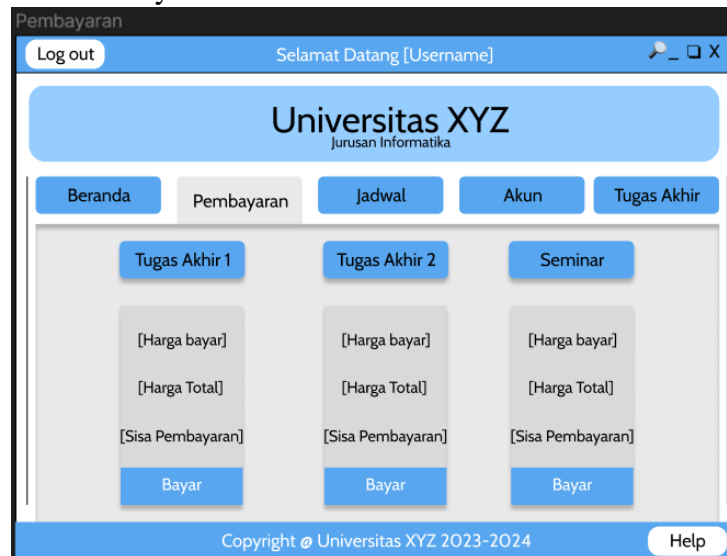 Pembayaran
Log out Selamat Datang [Username] _ X
Universitas XYZ
Jurusan Informatika
Beranda Pembayaran Jadwal Akun Tugas Akhir
Tugas Akhir 1 Tugas Akhir 2 Seminar
[Harga bayar] [Harga bayar] [Harga bayar]
[Harga Total] [Harga Total] [Harga Total]
[Sisa Pembayaran] [Sisa Pembayaran] [Sisa Pembayaran]
Bayar Bayar Bayar
Copyright @ Universitas XYZ 2023-2024 Help